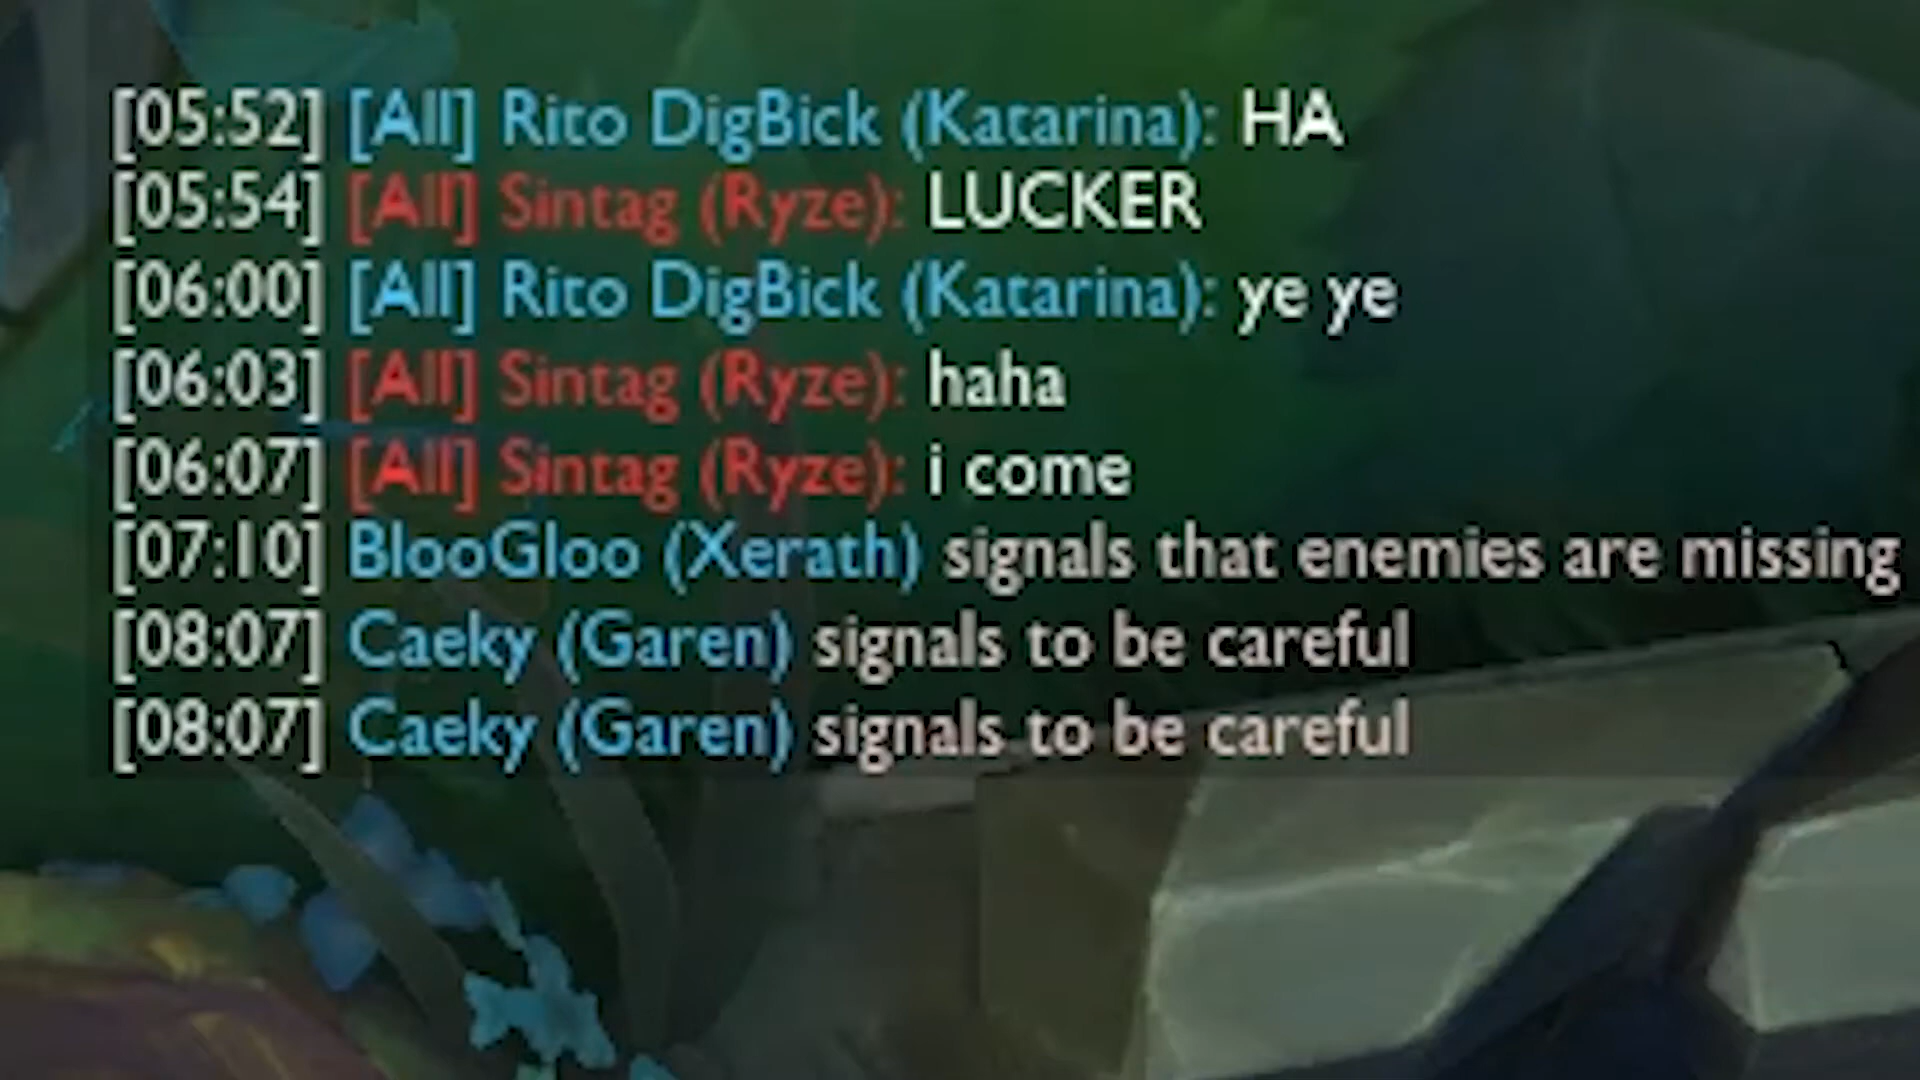 [05:52] [All] Rito DigBick (Katarina): HA
[05:54] [All] Sintag (Ryze): LUCKER
[06:00] [All] Rito DigBick (Katarina): ye ye
[06:03] [All] Sintag (Ryze): haha
[06:07] [All] Sintag (Ryze): i come
[07:10] BlooGloo (Xerath) signals that enemies are missing
[08:07] Caeky (Garen) signals to be careful
[08:07] Caeky (Garen) signals to be careful